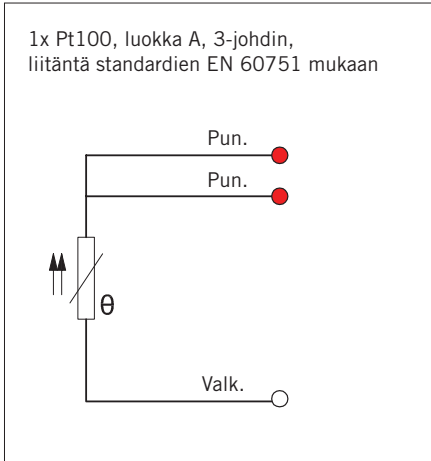 1x Pt100, luokka A, 3-johdin,
liitäntä standardien EN 60751 mukaan
Pun.
Pun.
θ
Valk.